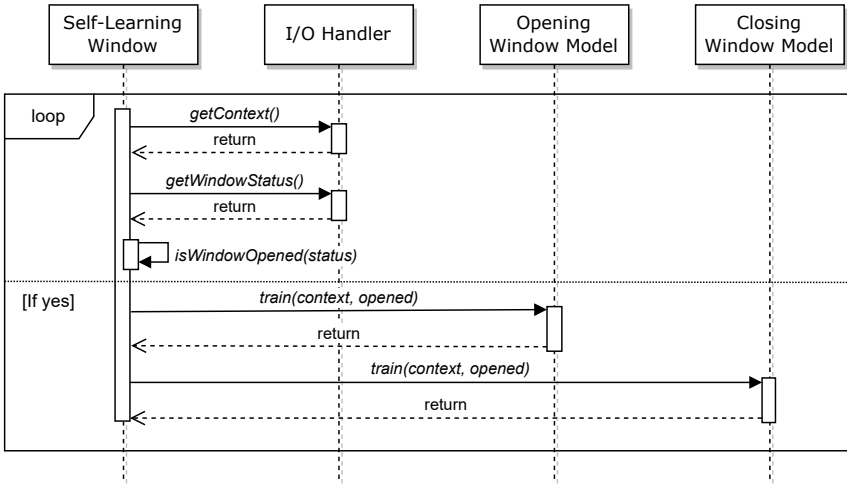 Self-Learning
Window
I/O Handler
Opening
Window Model
Closing
Window Model
loop
getContext()
return
getWindowStatus()
return
isWindowOpened(status)
[If yes]
train(context, opened)
return
train(context, opened)
return